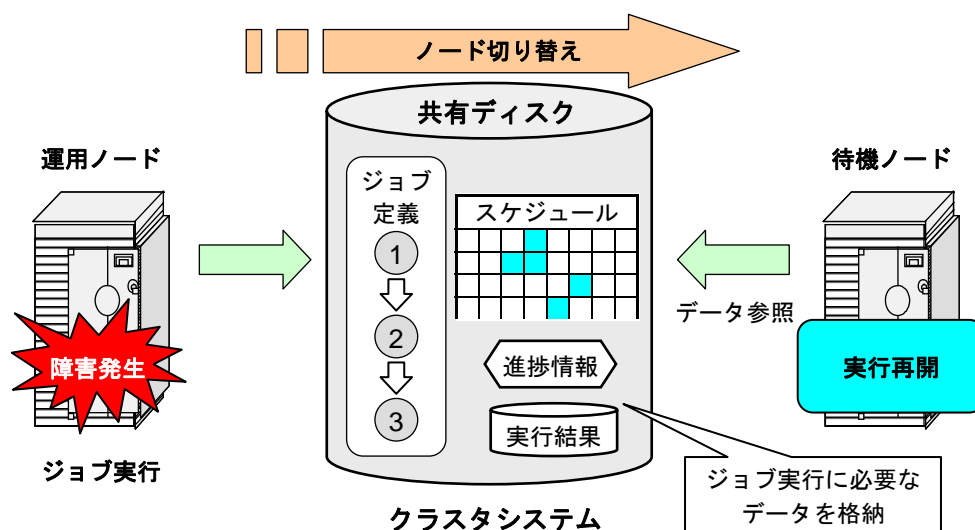 ノード切り替え
共有ディスク
運用ノード
待機ノード
ジョブ
定義
1
2
3
スケジュール
データ参照
障害発生
進捗情報
実行再開
実行結果
ジョブ実行
ジョブ実行に必要な
データを格納
クラスタシステム